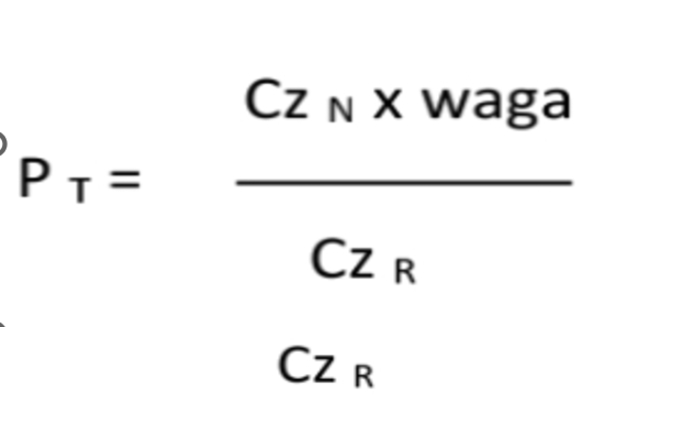 Cz N x waga
P T =
Cz R
Cz R